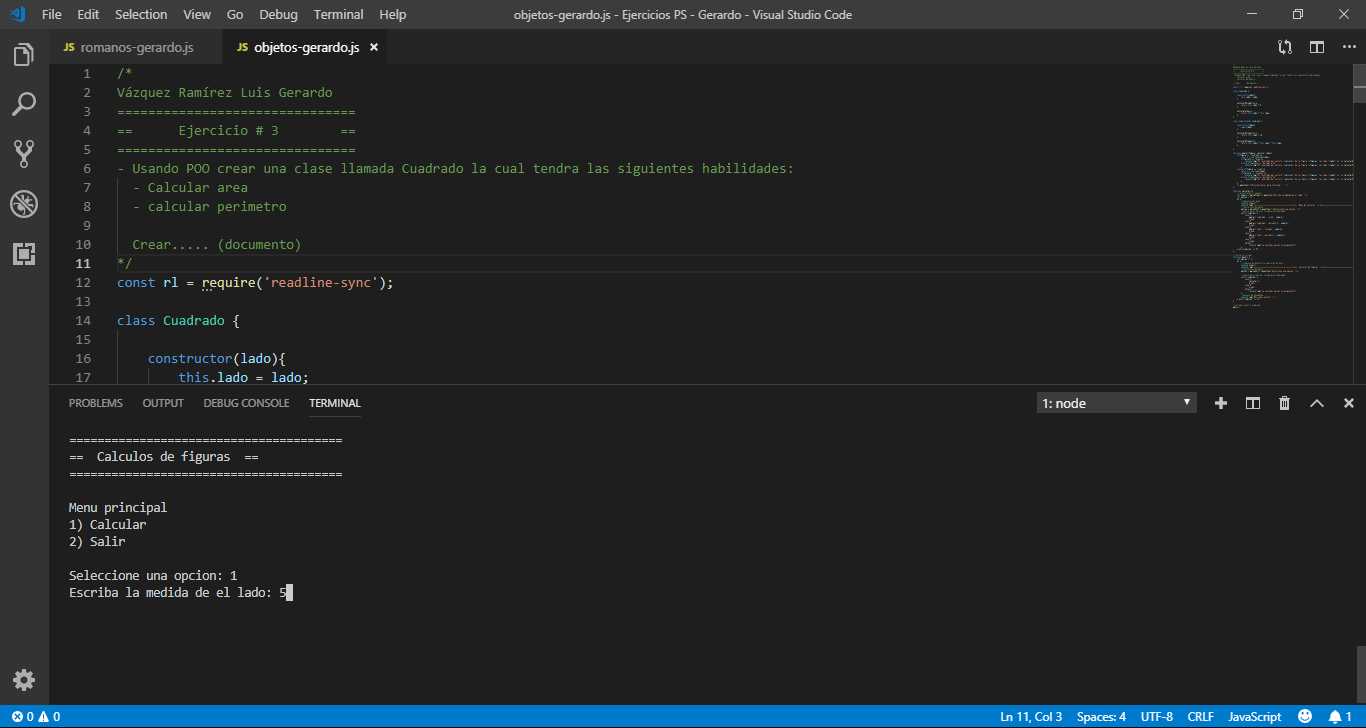 File Edit Selection View Go Debug Terminal Help objetos-gerardo.js - Ejercicios PS - Gerardo - Visual Studio Code
JS romanos-gerardo.js JS objetos-gerardo.js
1 /*
2 Vázquez Ramírez Luis Gerardo
3 ===============================
4 == Ejercicio # 3 ==
5 ===============================
6 - Usando POO crear una clase llamada Cuadrado la cual tendra las siguientes habilidades:
7 - Calcular area
8 - calcular perimetro
9
10 Crear..... (documento)
11 */
12 const rl = require('readline-sync');
13
14 class Cuadrado {
15
16 constructor(lado){
17 this.lado = lado;
PROBLEMS OUTPUT DEBUG CONSOLE TERMINAL 1: node
=======================================
== Calculos de figuras ==
=======================================
Menu principal
1) Calcular
2) Salir
Seleccione una opcion: 1
Escriba la medida de el lado: 5
0 0 Ln 11, Col 3 Spaces: 4 UTF-8 CRLF JavaScript 1